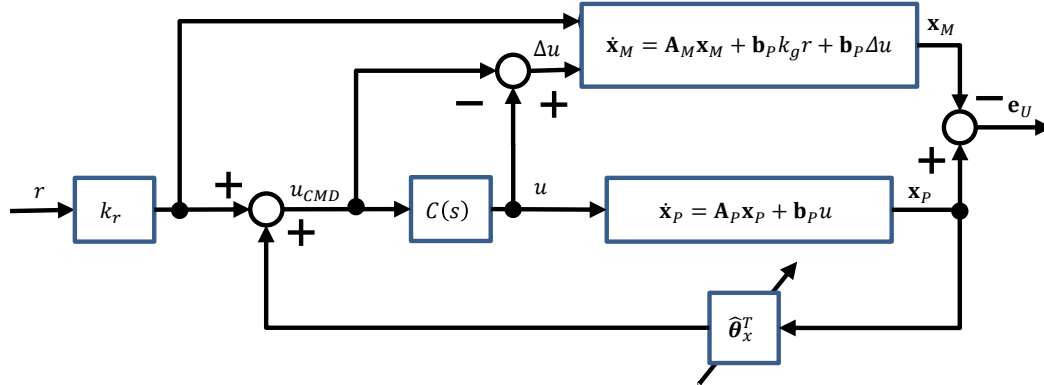 𝐱_M
ẋ_M = 𝐀_M 𝐱_M + 𝐛_P k_g r + 𝐛_P Δu
Δu
− +
− 𝐞_U
+
r k_r + u_CMD C(s) u ẋ_P = 𝐀_P 𝐱_P + 𝐛_P u 𝐱_P
+
𝛉̂_x^T